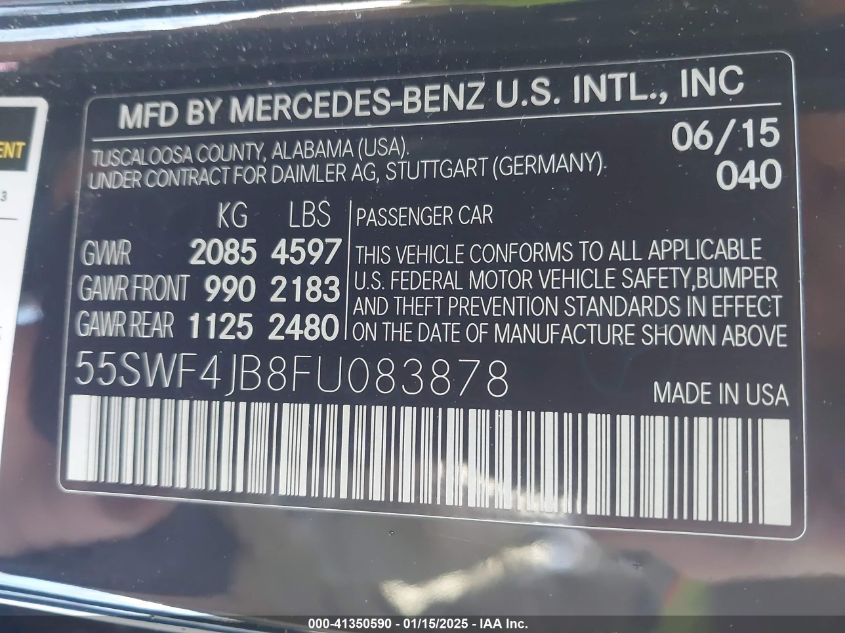 MFD BY MERCEDES-BENZ U.S. INTL., INC
TUSCALOOSA COUNTY, ALABAMA (USA).
UNDER CONTRACT FOR DAIMLER AG, STUTTGART (GERMANY).
06/15
040
KG LBS
GVWR 2085 4597
GAWR FRONT 990 2183
GAWR REAR 1125 2480
PASSENGER CAR
THIS VEHICLE CONFORMS TO ALL APPLICABLE
U.S. FEDERAL MOTOR VEHICLE SAFETY,BUMPER
AND THEFT PREVENTION STANDARDS IN EFFECT
ON THE DATE OF MANUFACTURE SHOWN ABOVE
55SWF4JB8FU083878
MADE IN USA
000-41350590 - 01/15/2025 - IAA Inc.